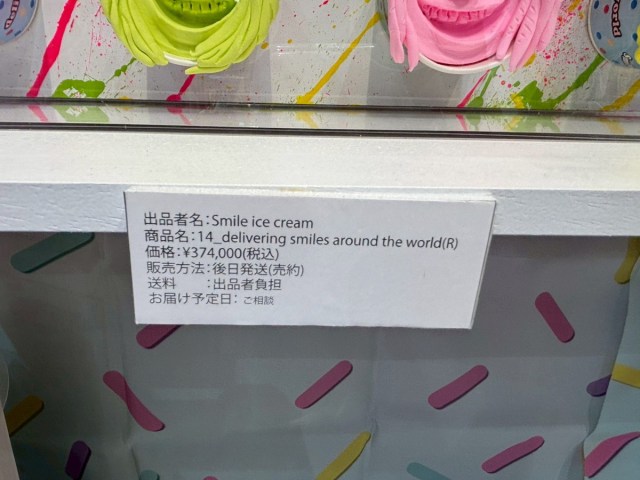 出品者名：Smile ice cream
商品名：14_delivering smiles around the world(R)
価格：¥374,000(税込)
販売方法：後日発送(売約)
送料　：出品者負担
お届け予定日：ご相談